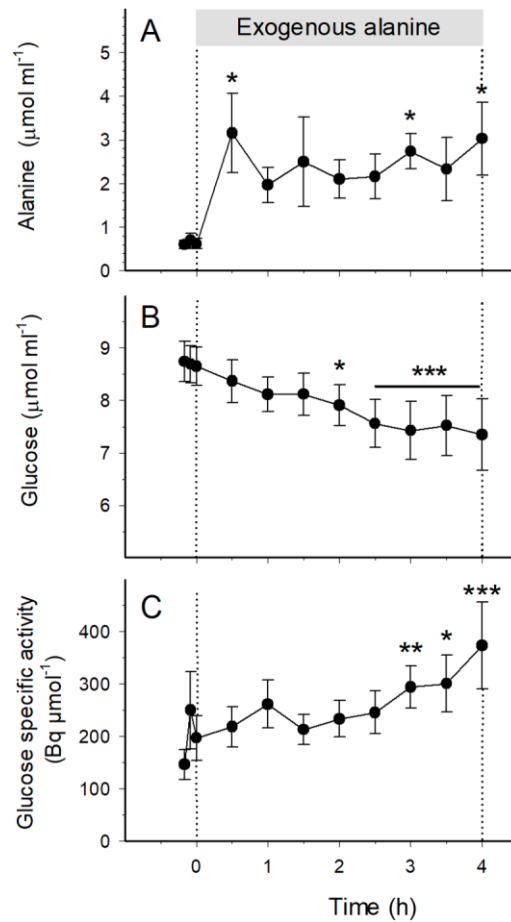 Exogenous alanine
A
6
5
4
3
2
1
0
Alanine (μmol ml⁻¹)
*
*
*
B
9
8
7
6
Glucose (μmol ml⁻¹)
*
***
C
400
300
200
100
0
Glucose specific activity
(Bq μmol⁻¹)
**
*
***
0 1 2 3 4
Time (h)